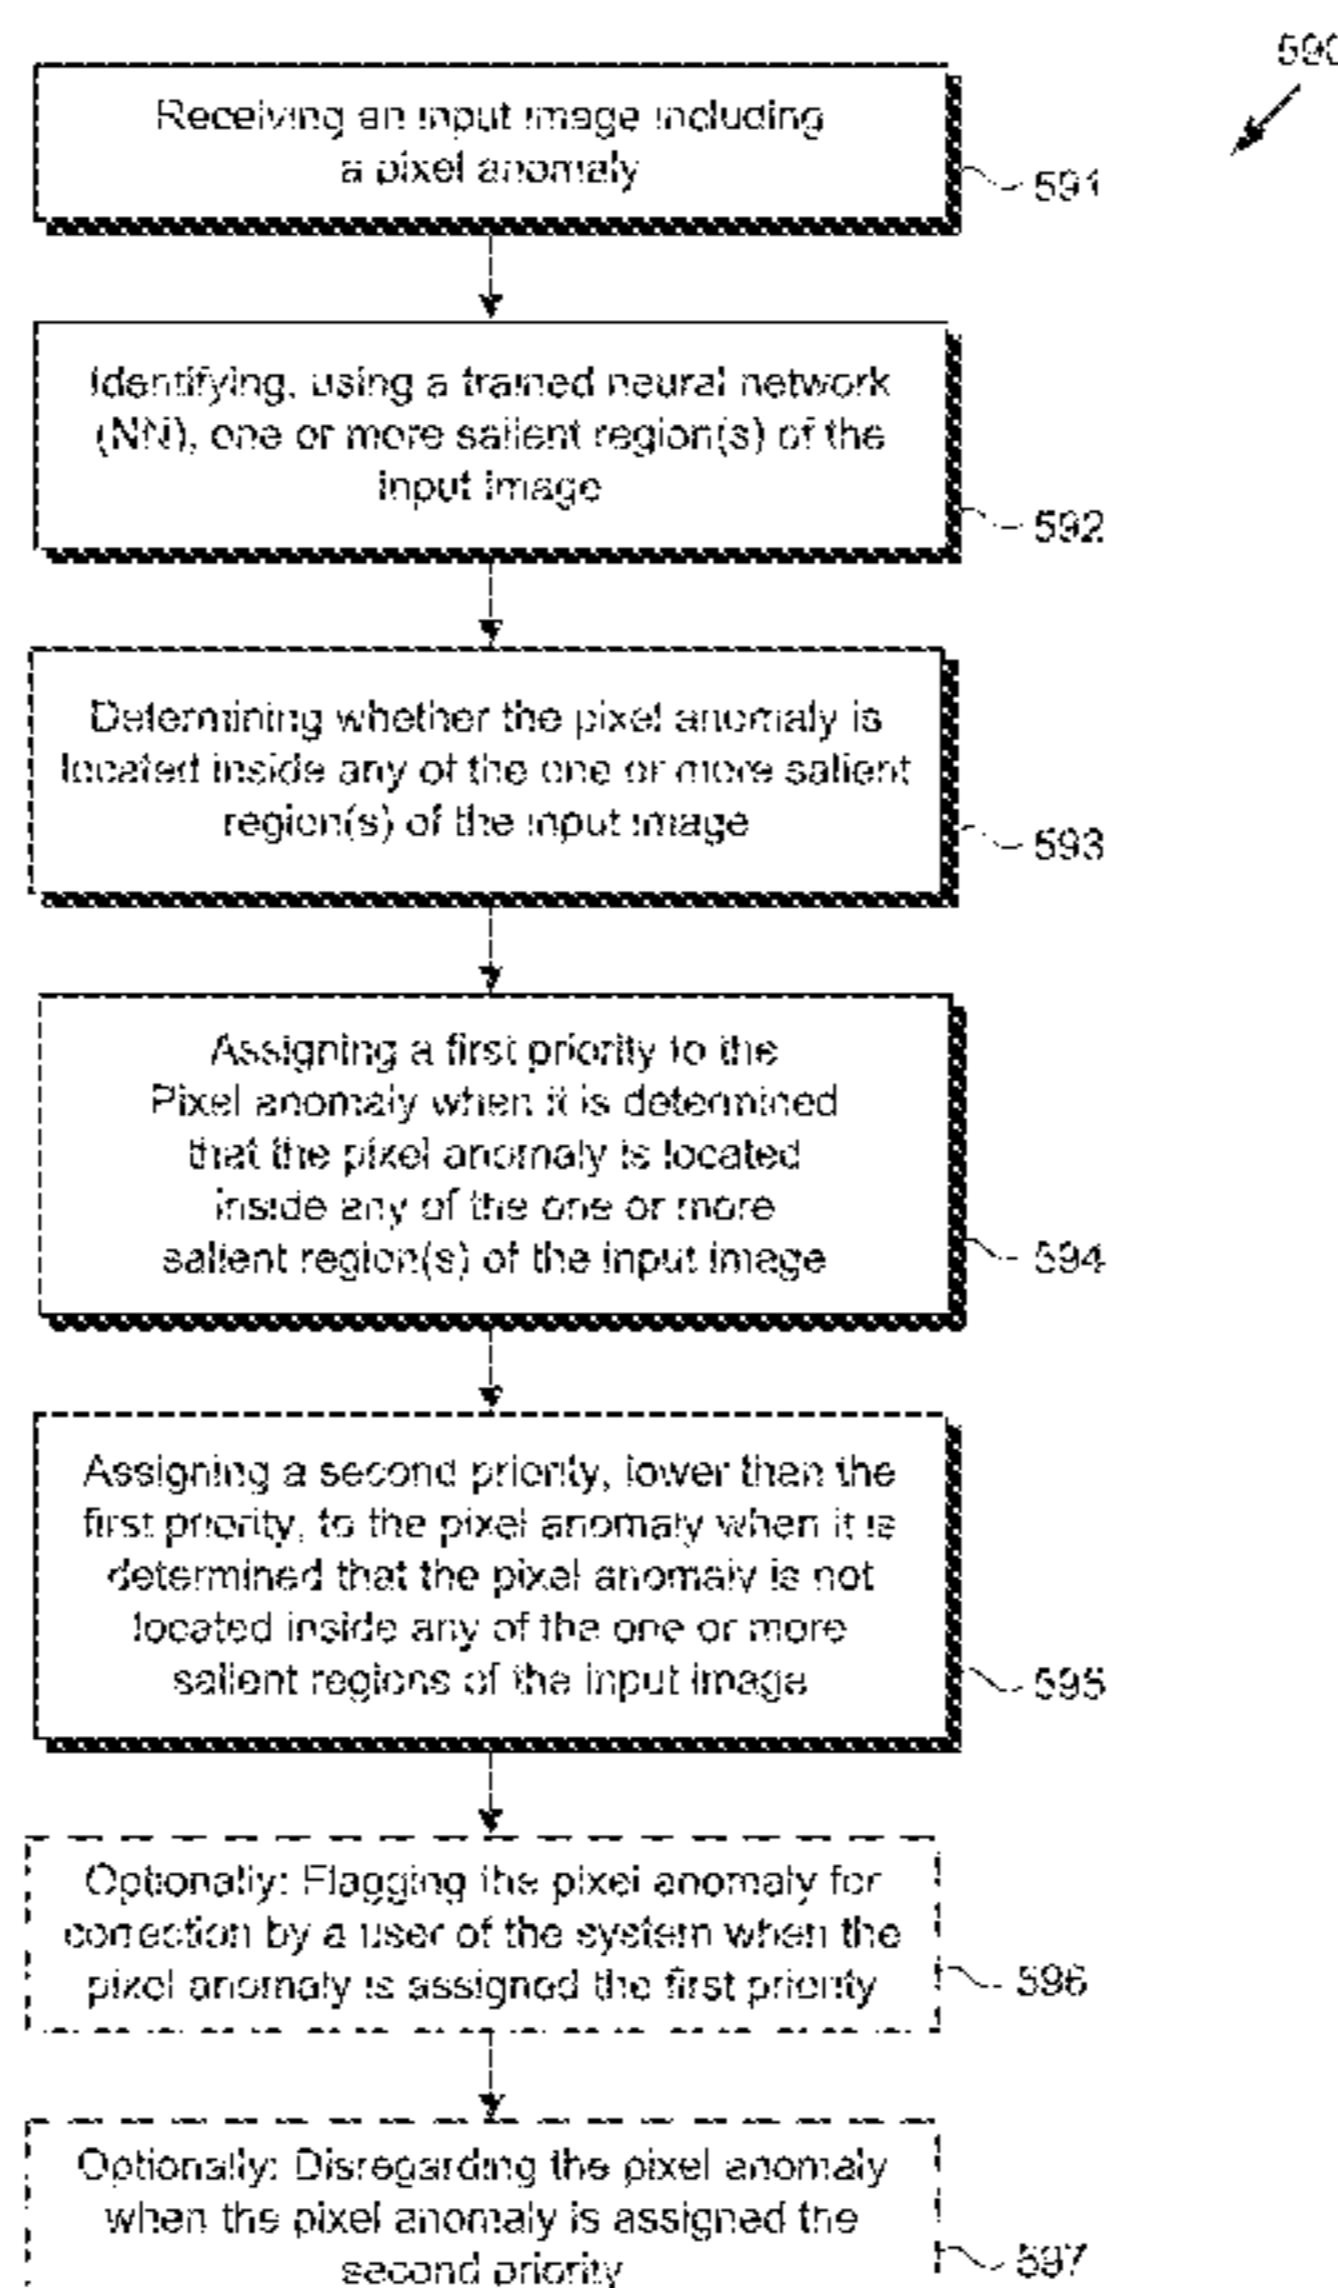 590
Receiving an input image including
a pixel anomaly
591
Identifying, using a trained neural network
(NN), one or more salient region(s) of the
input image
592
Determining whether the pixel anomaly is
located inside any of the one or more salient
region(s) of the input image
593
Assigning a first priority to the
Pixel anomaly when it is determined
that the pixel anomaly is located
inside any of the one or more
salient region(s) of the input image
594
Assigning a second priority, lower than the
first priority, to the pixel anomaly when it is
determined that the pixel anomaly is not
located inside any of the one or more
salient regions of the input image
595
Optionally: Flagging the pixel anomaly for
correction by a user of the system when the
pixel anomaly is assigned the first priority
596
Optionally: Disregarding the pixel anomaly
when the pixel anomaly is assigned the
second priority
597